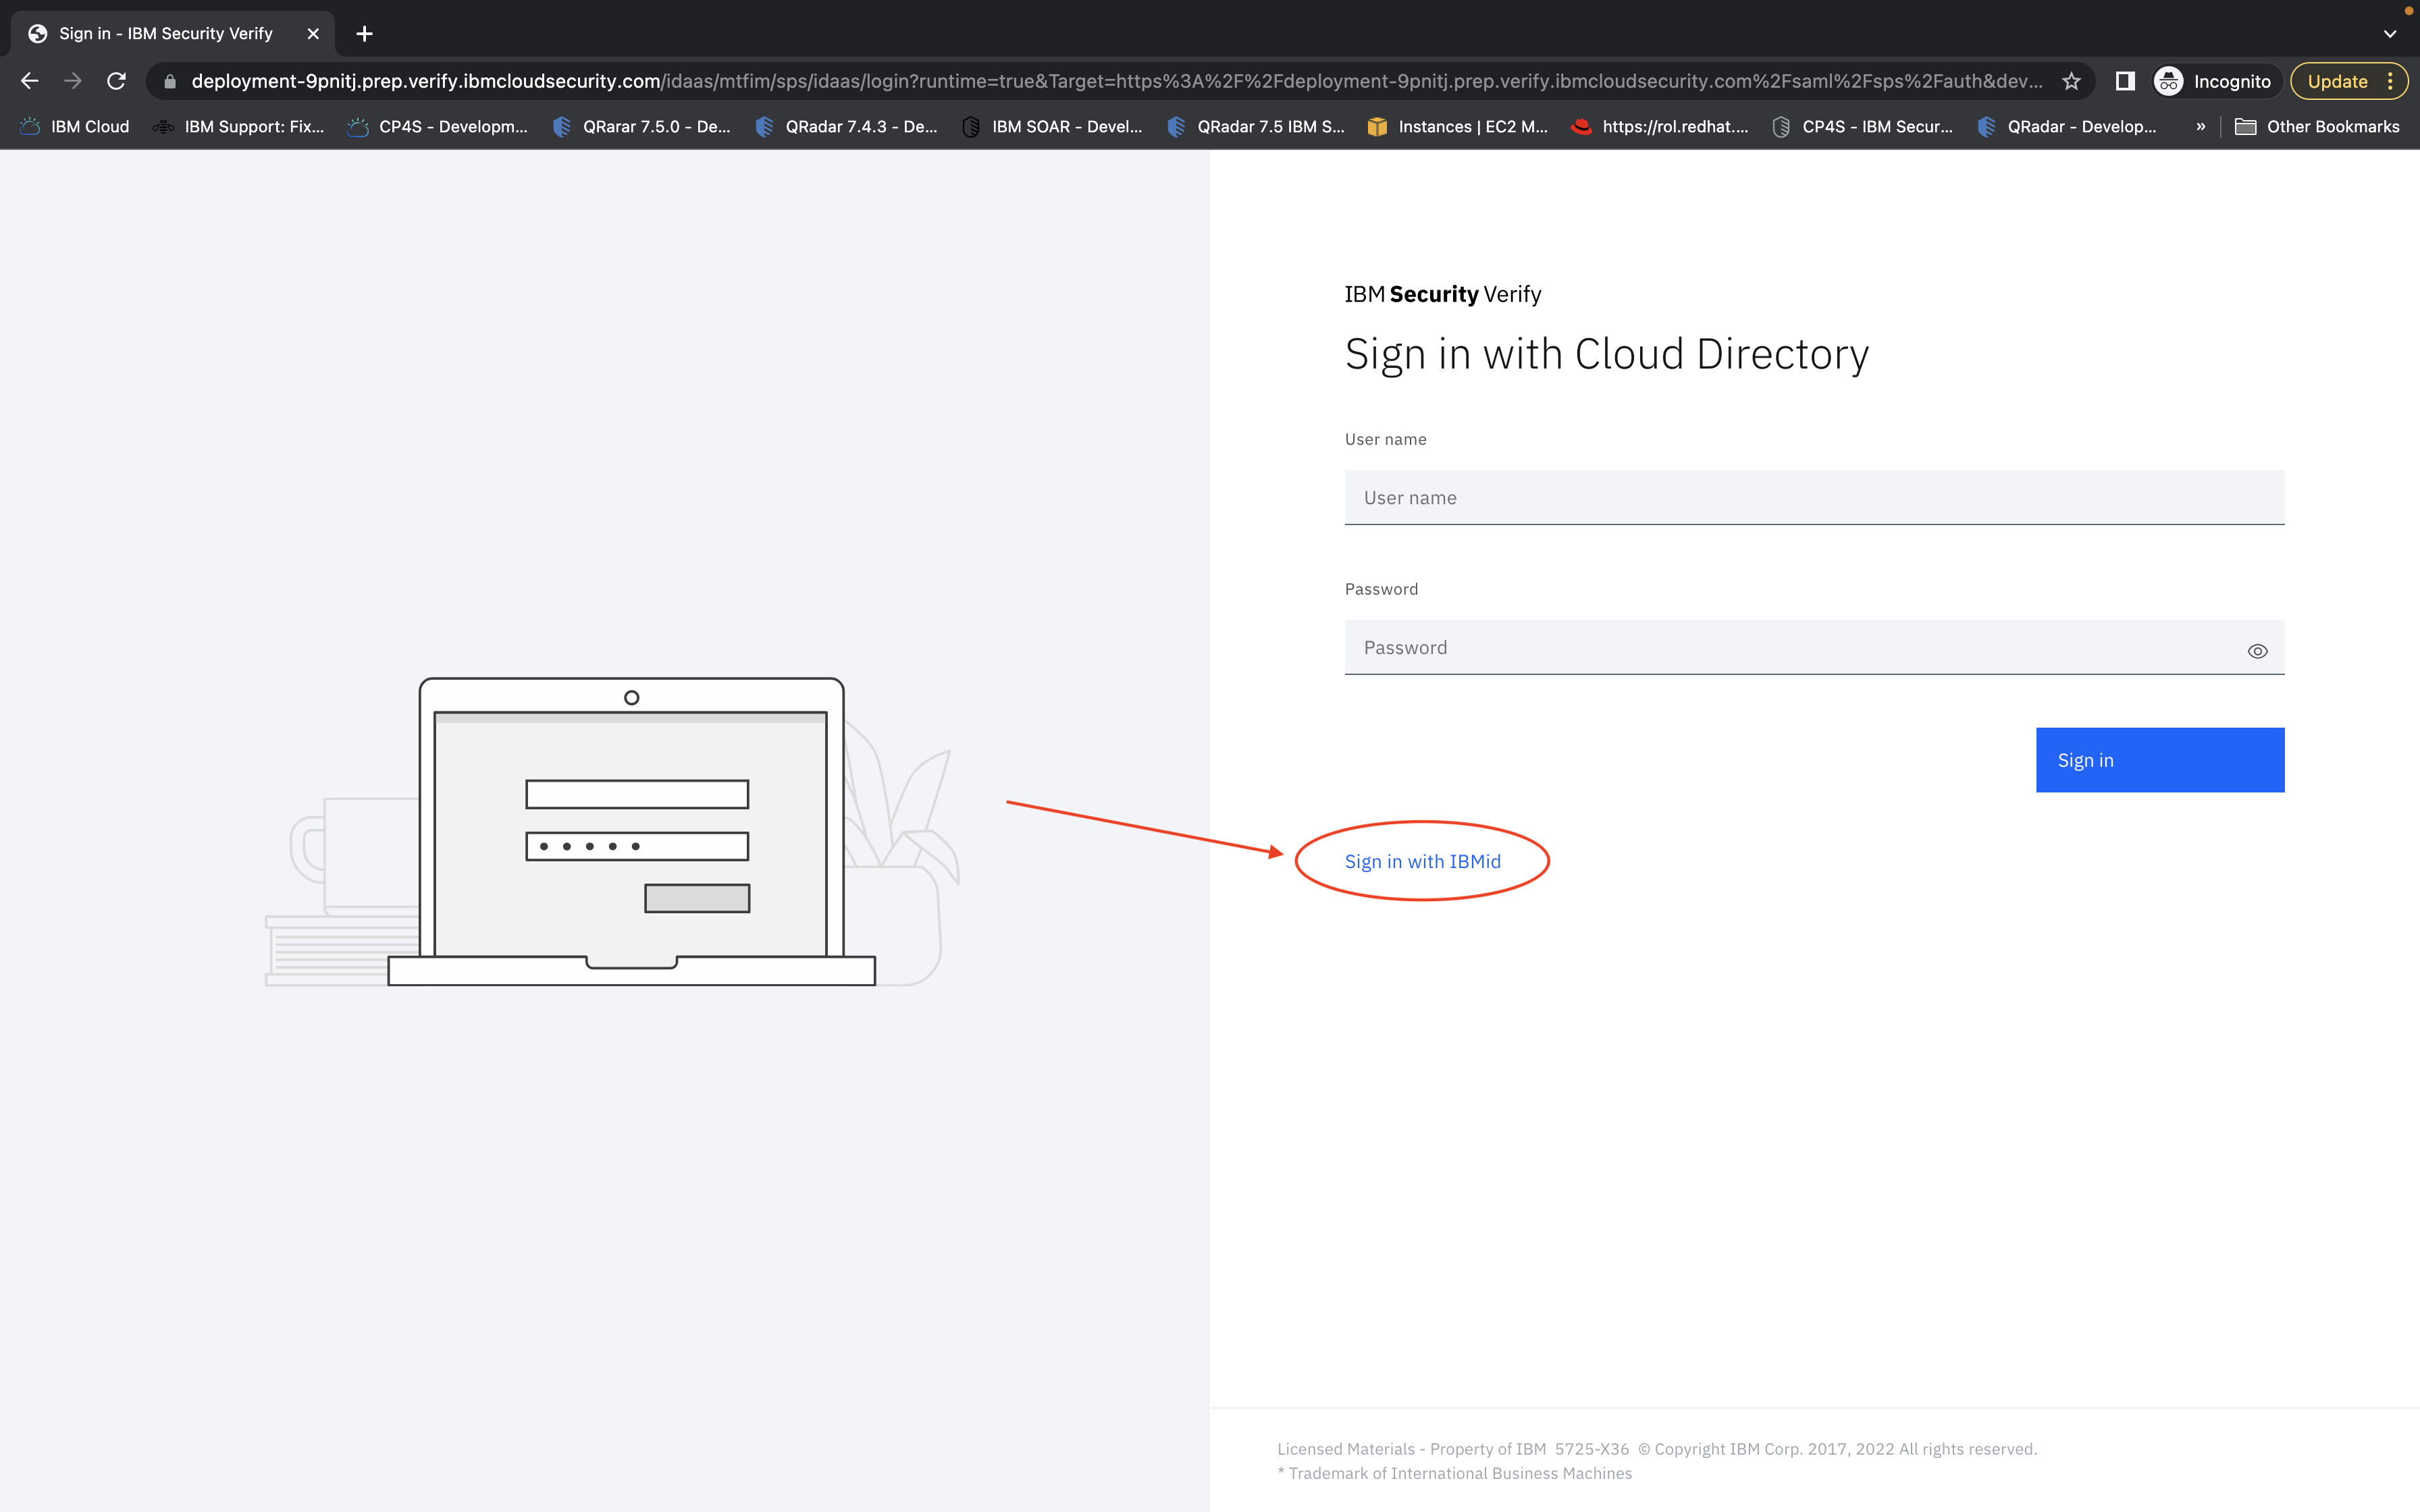 Sign in - IBM Security Verify
deployment-9pnitj.prep.verify.ibmcloudsecurity.com/idaas/mtfim/sps/idaas/login?runtime=true&Target=https%3A%2F%2Fdeployment-9pnitj.prep.verify.ibmcloudsecurity.com%2Fsaml%2Fsps%2Fauth&dev...
Incognito
Update
IBM Cloud
IBM Support: Fix...
CP4S - Developm...
QRarar 7.5.0 - De...
QRadar 7.4.3 - De...
IBM SOAR - Devel...
QRadar 7.5 IBM S...
Instances | EC2 M...
https://rol.redhat....
CP4S - IBM Secur...
QRadar - Develop...
»
Other Bookmarks
IBM Security Verify
Sign in with Cloud Directory
User name
User name
Password
Password
Sign in
Sign in with IBMid
Licensed Materials - Property of IBM 5725-X36 © Copyright IBM Corp. 2017, 2022 All rights reserved.
* Trademark of International Business Machines